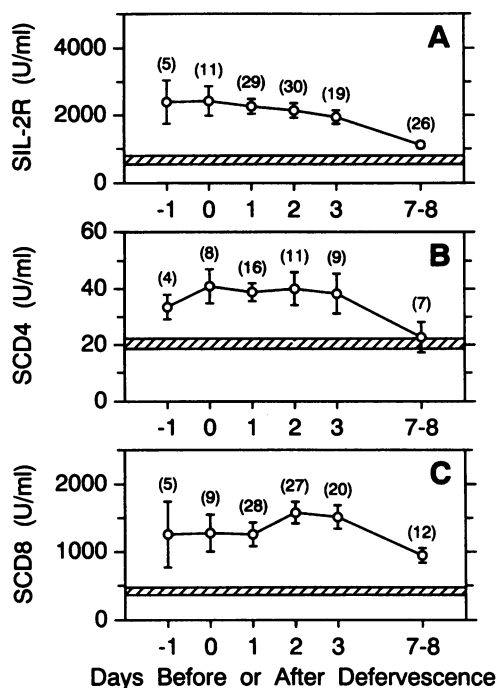 A
SIL-2R (U/ml)
4000
2000
0
(5) (11) (29) (30) (19) (26)
-1 0 1 2 3 7-8
B
SCD4 (U/ml)
60
40
20
0
(4) (8) (16) (11) (9) (7)
-1 0 1 2 3 7-8
C
SCD8 (U/ml)
2000
1000
0
(5) (9) (28) (27) (20) (12)
-1 0 1 2 3 7-8
Days Before or After Defervescence